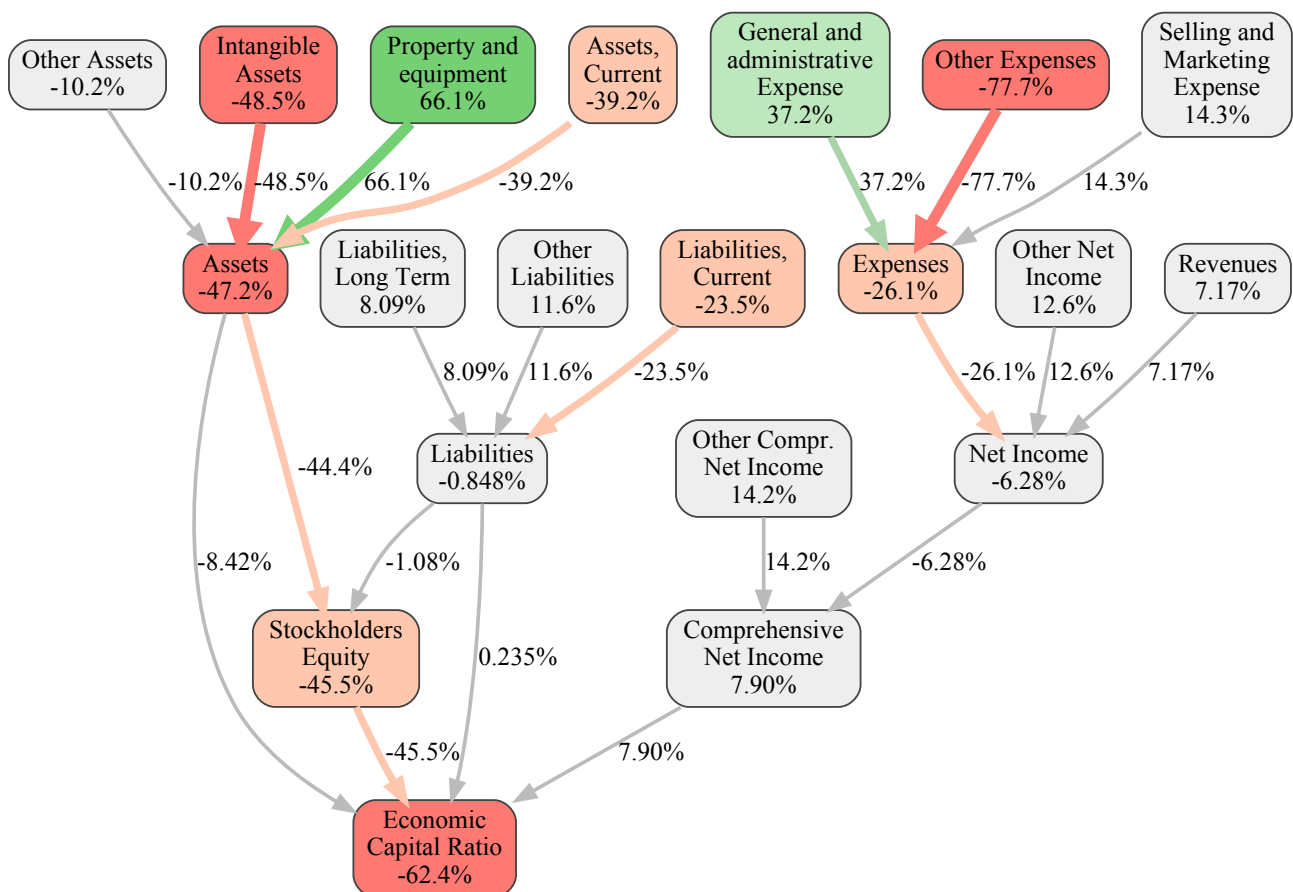 Other Assets
-10.2%
Intangible
Assets
-48.5%
Property and
equipment
66.1%
Assets,
Current
-39.2%
General and
administrative
Expense
37.2%
Other Expenses
-77.7%
Selling and
Marketing
Expense
14.3%
-10.2%
-48.5%
66.1%
-39.2%
37.2%
-77.7%
14.3%
Assets
-47.2%
Liabilities,
Long Term
8.09%
Other
Liabilities
11.6%
Liabilities,
Current
-23.5%
Expenses
-26.1%
Other Net
Income
12.6%
Revenues
7.17%
8.09%
11.6%
-23.5%
-26.1%
12.6%
7.17%
-44.4%
Liabilities
-0.848%
Other Compr.
Net Income
14.2%
Net Income
-6.28%
-8.42%
-1.08%
14.2%
-6.28%
Stockholders
Equity
-45.5%
0.235%
Comprehensive
Net Income
7.90%
-45.5%
7.90%
Economic
Capital Ratio
-62.4%